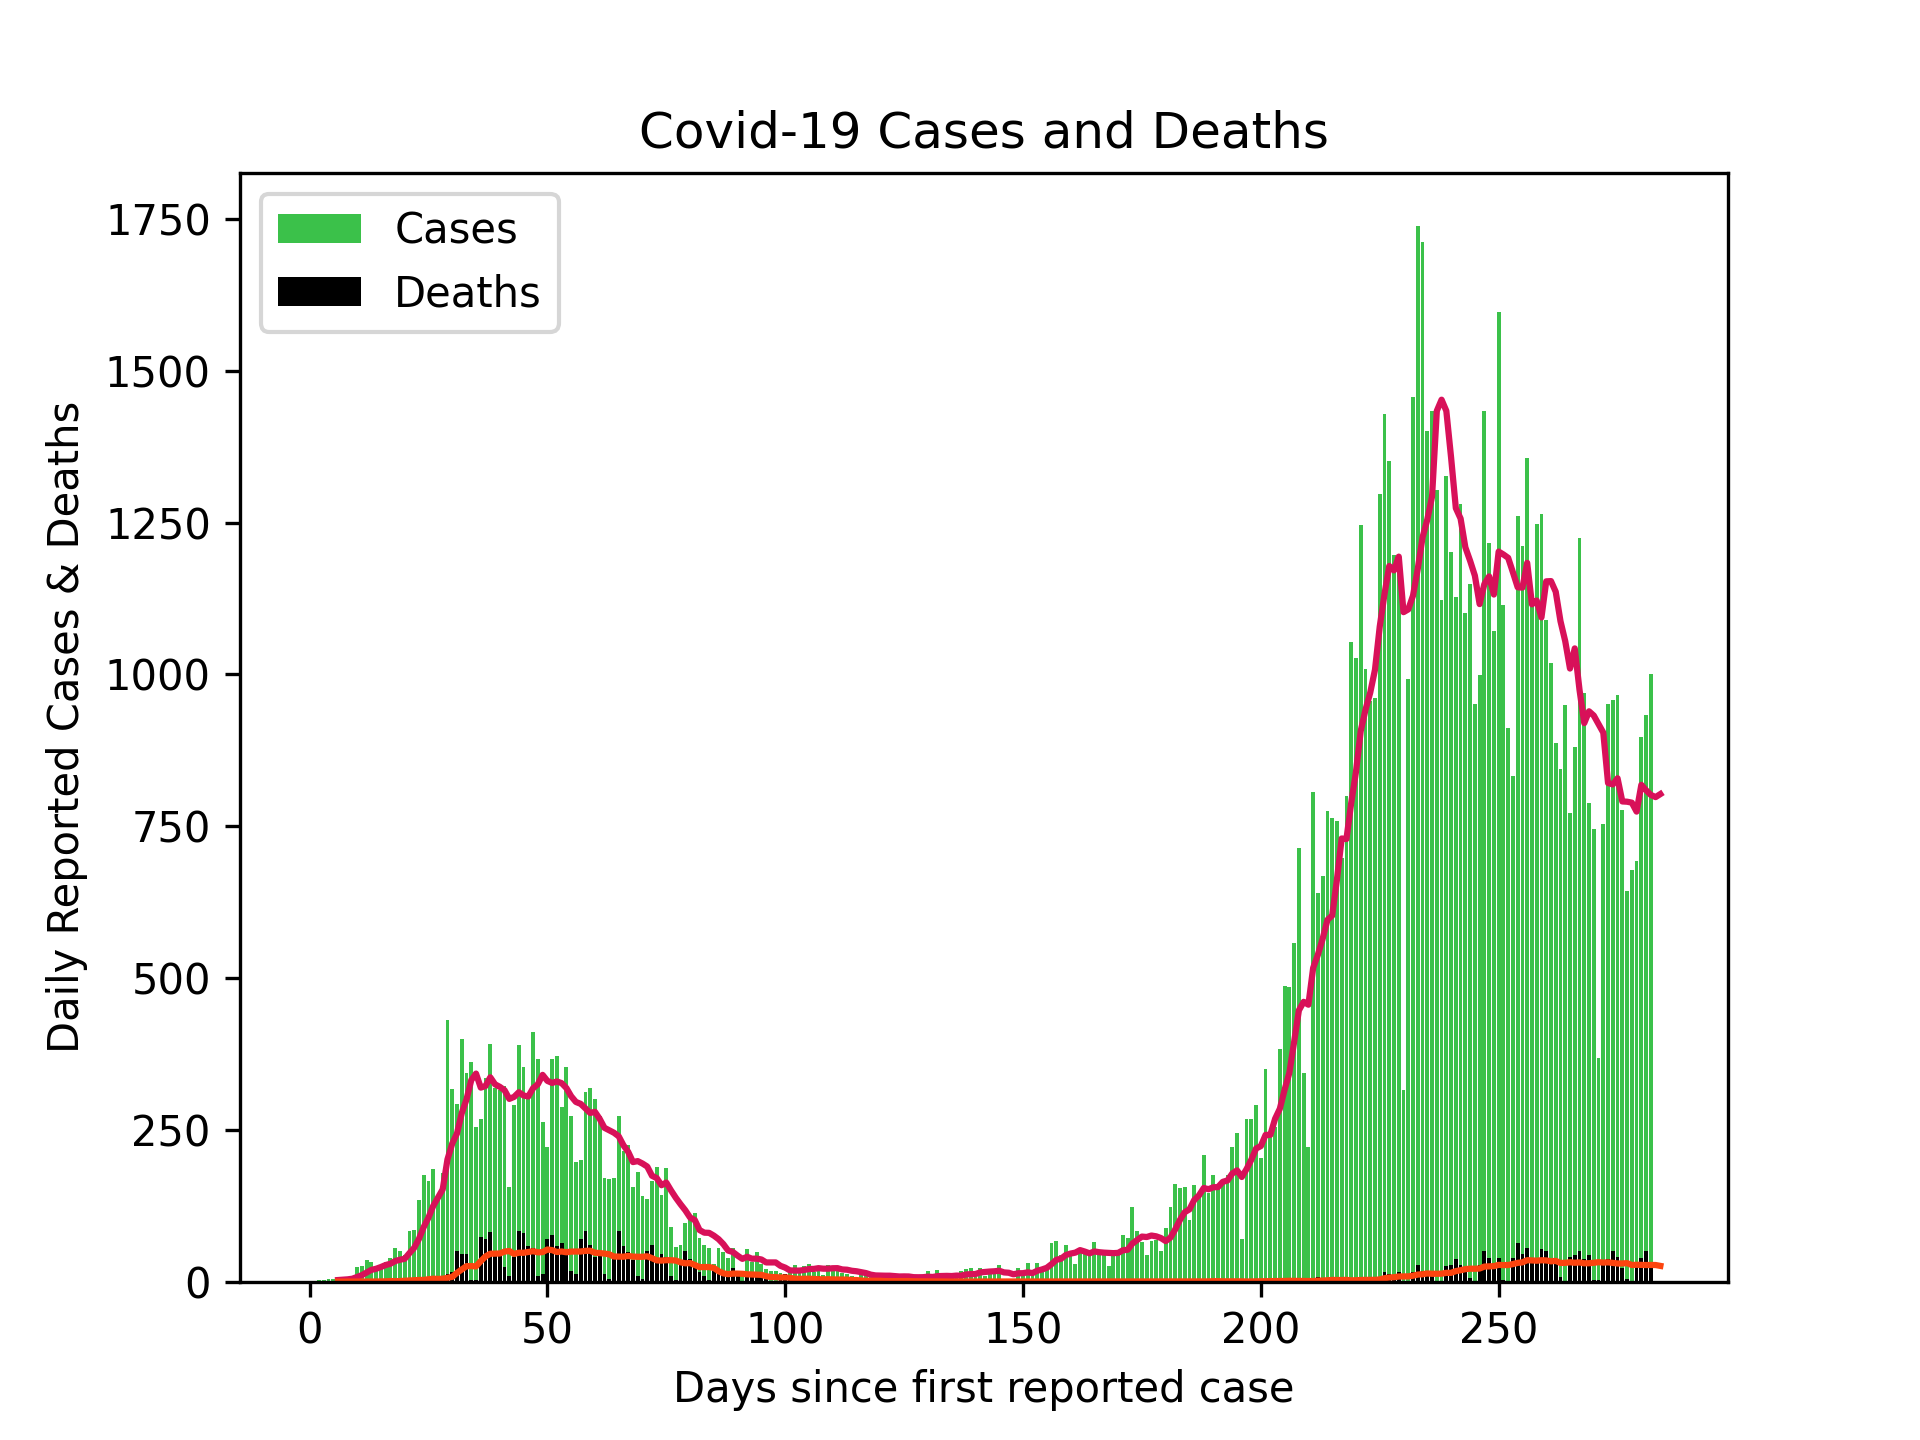 Covid-19 Cases and Deaths
Cases
Deaths
1750
1500
1250
1000
750
500
250
0
Daily Reported Cases & Deaths
0 50 100 150 200 250
Days since first reported case